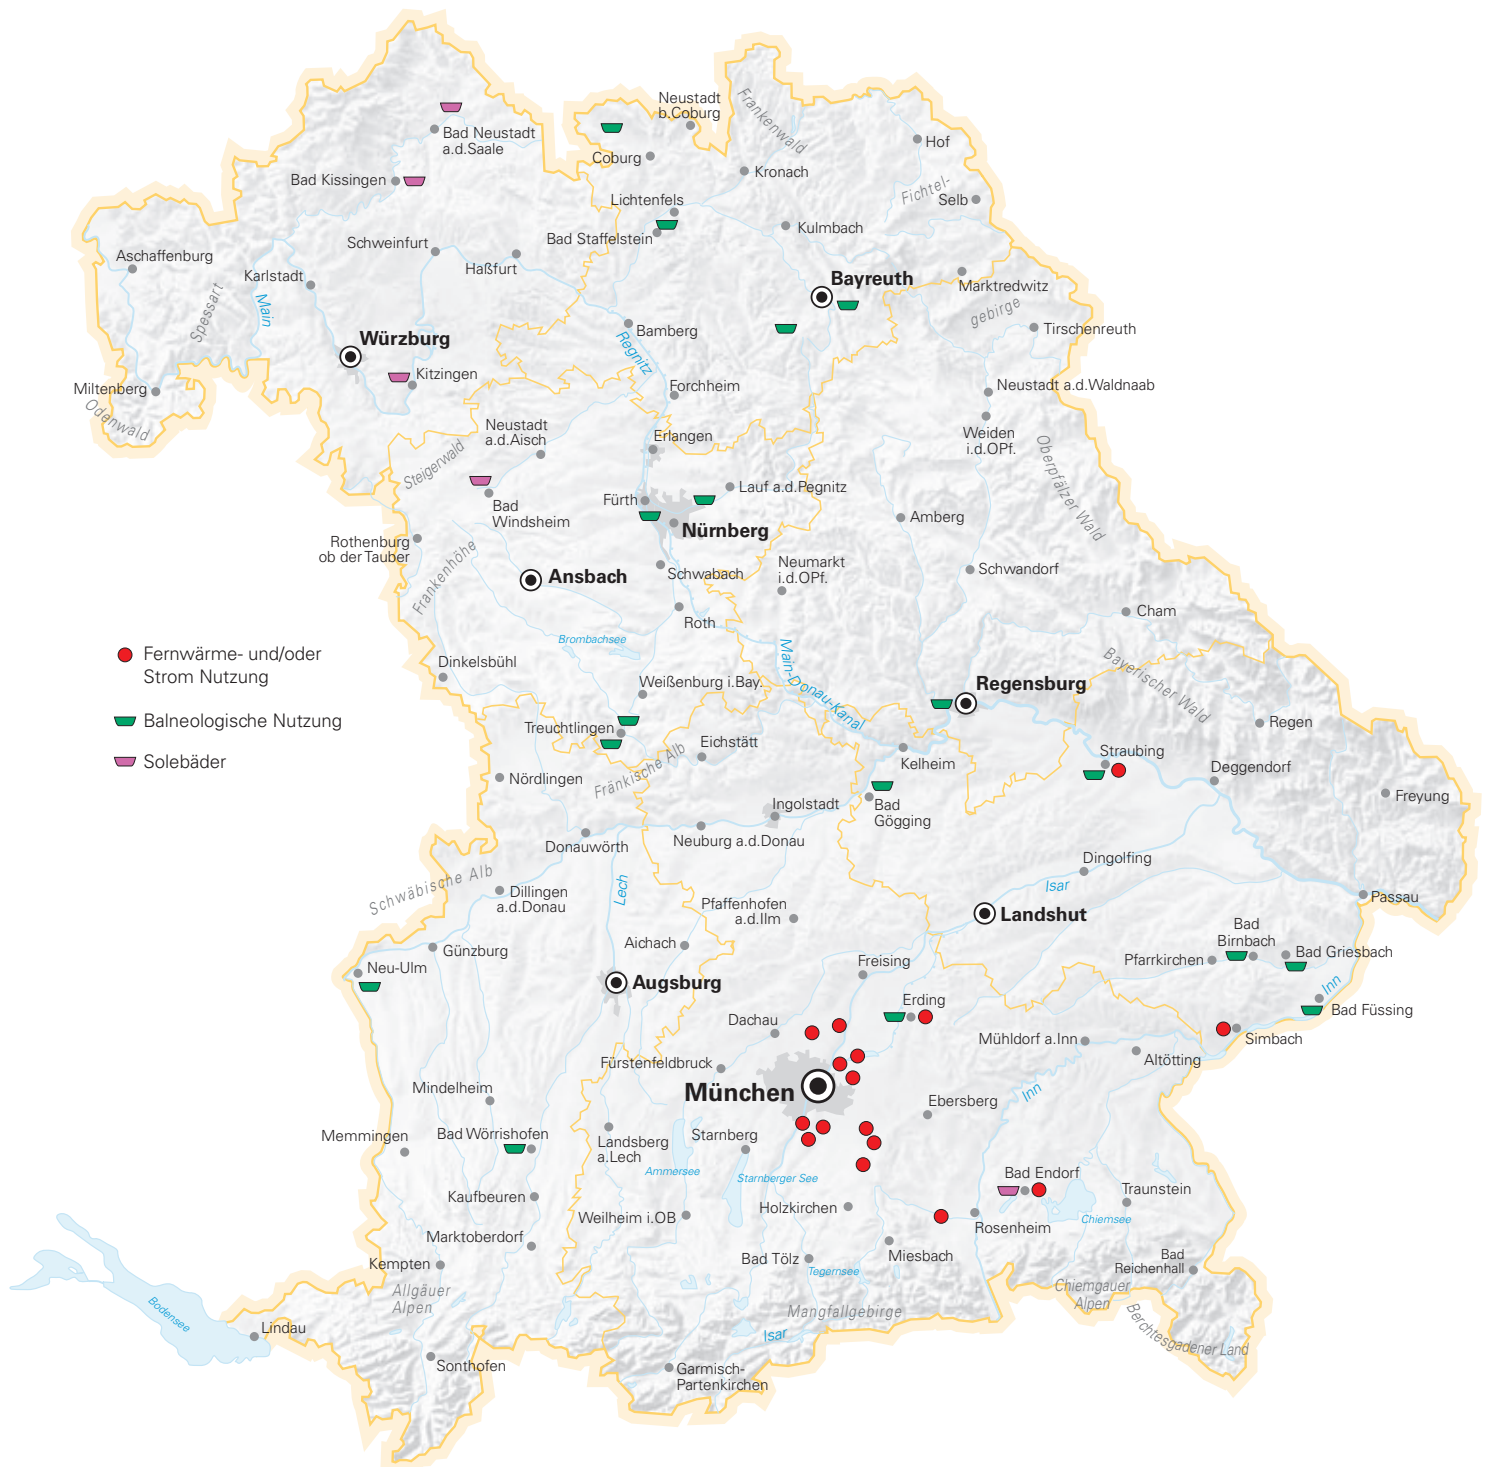 Neustadt
b.Coburg
Frankenwald
Bad Neustadt
a.d.Saale
Hof
Coburg
Kronach
Bad Kissingen
Fichtel-
Selb
Lichtenfels
Kulmbach
Schweinfurt
Bad Staffelstein
Aschaffenburg
Haßfurt
Karlstadt
Bayreuth
Marktredwitz
Spessart
Main
gebirge
Tirschenreuth
Würzburg
Bamberg
Regnitz
Kitzingen
Miltenberg
Forchheim
Neustadt a.d.Waldnaab
Odenwald
Neustadt
a.d.Aisch
Erlangen
Weiden
i.d.OPf.
Steigerwald
Oberpfälzer Wald
Fürth
Lauf a.d.Pegnitz
Bad
Windsheim
Nürnberg
Amberg
Rothenburg
ob der Tauber
Frankenhöhe
Ansbach
Schwabach
Neumarkt
i.d.OPf.
Schwandorf
Roth
Cham
Brombachsee
Fernwärme- und/oder
Strom Nutzung
Dinkelsbühl
Main-Donau-Kanal
Bayerischer Wald
Weißenburg i.Bay.
Regensburg
Balneologische Nutzung
Treuchtlingen
Regen
Eichstätt
Solebäder
Kelheim
Straubing
Fränkische Alb
Nördlingen
Deggendorf
Ingolstadt
Bad
Gögging
Freyung
Donauwörth
Neuburg a.d.Donau
Dingolfing
Schwäbische Alb
Lech
Isar
Dillingen
a.d.Donau
Pfaffenhofen
a.d.Ilm
Landshut
Passau
Günzburg
Aichach
Bad
Birnbach
Pfarrkirchen
Bad Griesbach
Neu-Ulm
Freising
Augsburg
Inn
Erding
Bad Füssing
Dachau
Mühldorf a.Inn
Simbach
Altötting
Fürstenfeldbruck
München
Mindelheim
Inn
Ebersberg
Memmingen
Bad Wörrishofen
Landsberg
a.Lech
Starnberg
Ammersee
Starnberger See
Bad Endorf
Traunstein
Kaufbeuren
Holzkirchen
Weilheim i.OB
Chiemsee
Rosenheim
Marktoberdorf
Miesbach
Kempten
Bad Tölz
Tegernsee
Bad
Reichenhall
Allgäuer
Alpen
Chiemgauer
Alpen
Bodensee
Mangfallgebirge
Berchtesgadener Land
Lindau
Isar
Sonthofen
Garmisch-
Partenkirchen